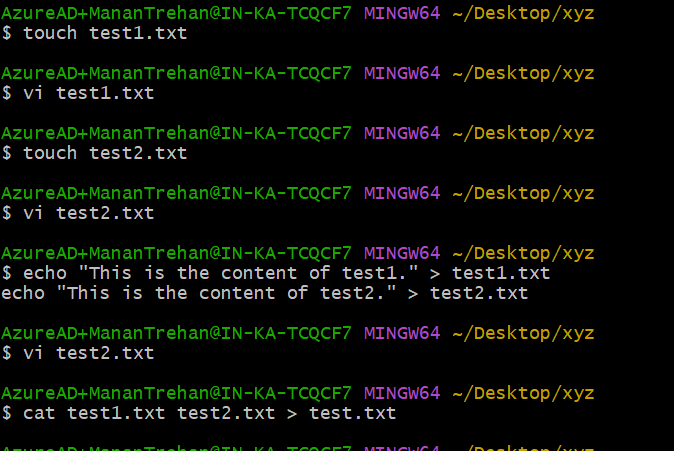 AzureAD+MananTrehan@IN-KA-TCQCF7 MINGW64 ~/Desktop/xyz
$ touch test1.txt
AzureAD+MananTrehan@IN-KA-TCQCF7 MINGW64 ~/Desktop/xyz
$ vi test1.txt
AzureAD+MananTrehan@IN-KA-TCQCF7 MINGW64 ~/Desktop/xyz
$ touch test2.txt
AzureAD+MananTrehan@IN-KA-TCQCF7 MINGW64 ~/Desktop/xyz
$ vi test2.txt
AzureAD+MananTrehan@IN-KA-TCQCF7 MINGW64 ~/Desktop/xyz
$ echo "This is the content of test1." > test1.txt
echo "This is the content of test2." > test2.txt
AzureAD+MananTrehan@IN-KA-TCQCF7 MINGW64 ~/Desktop/xyz
$ vi test2.txt
AzureAD+MananTrehan@IN-KA-TCQCF7 MINGW64 ~/Desktop/xyz
$ cat test1.txt test2.txt > test.txt